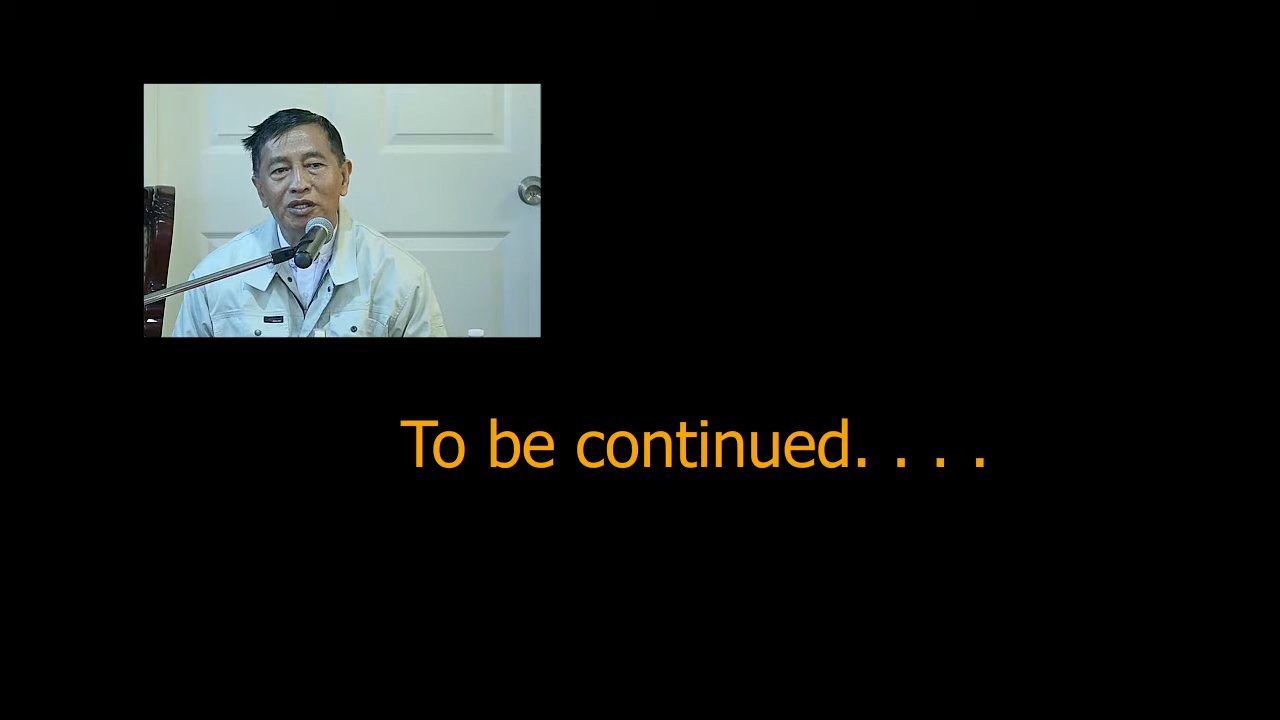 To be continued. . . .